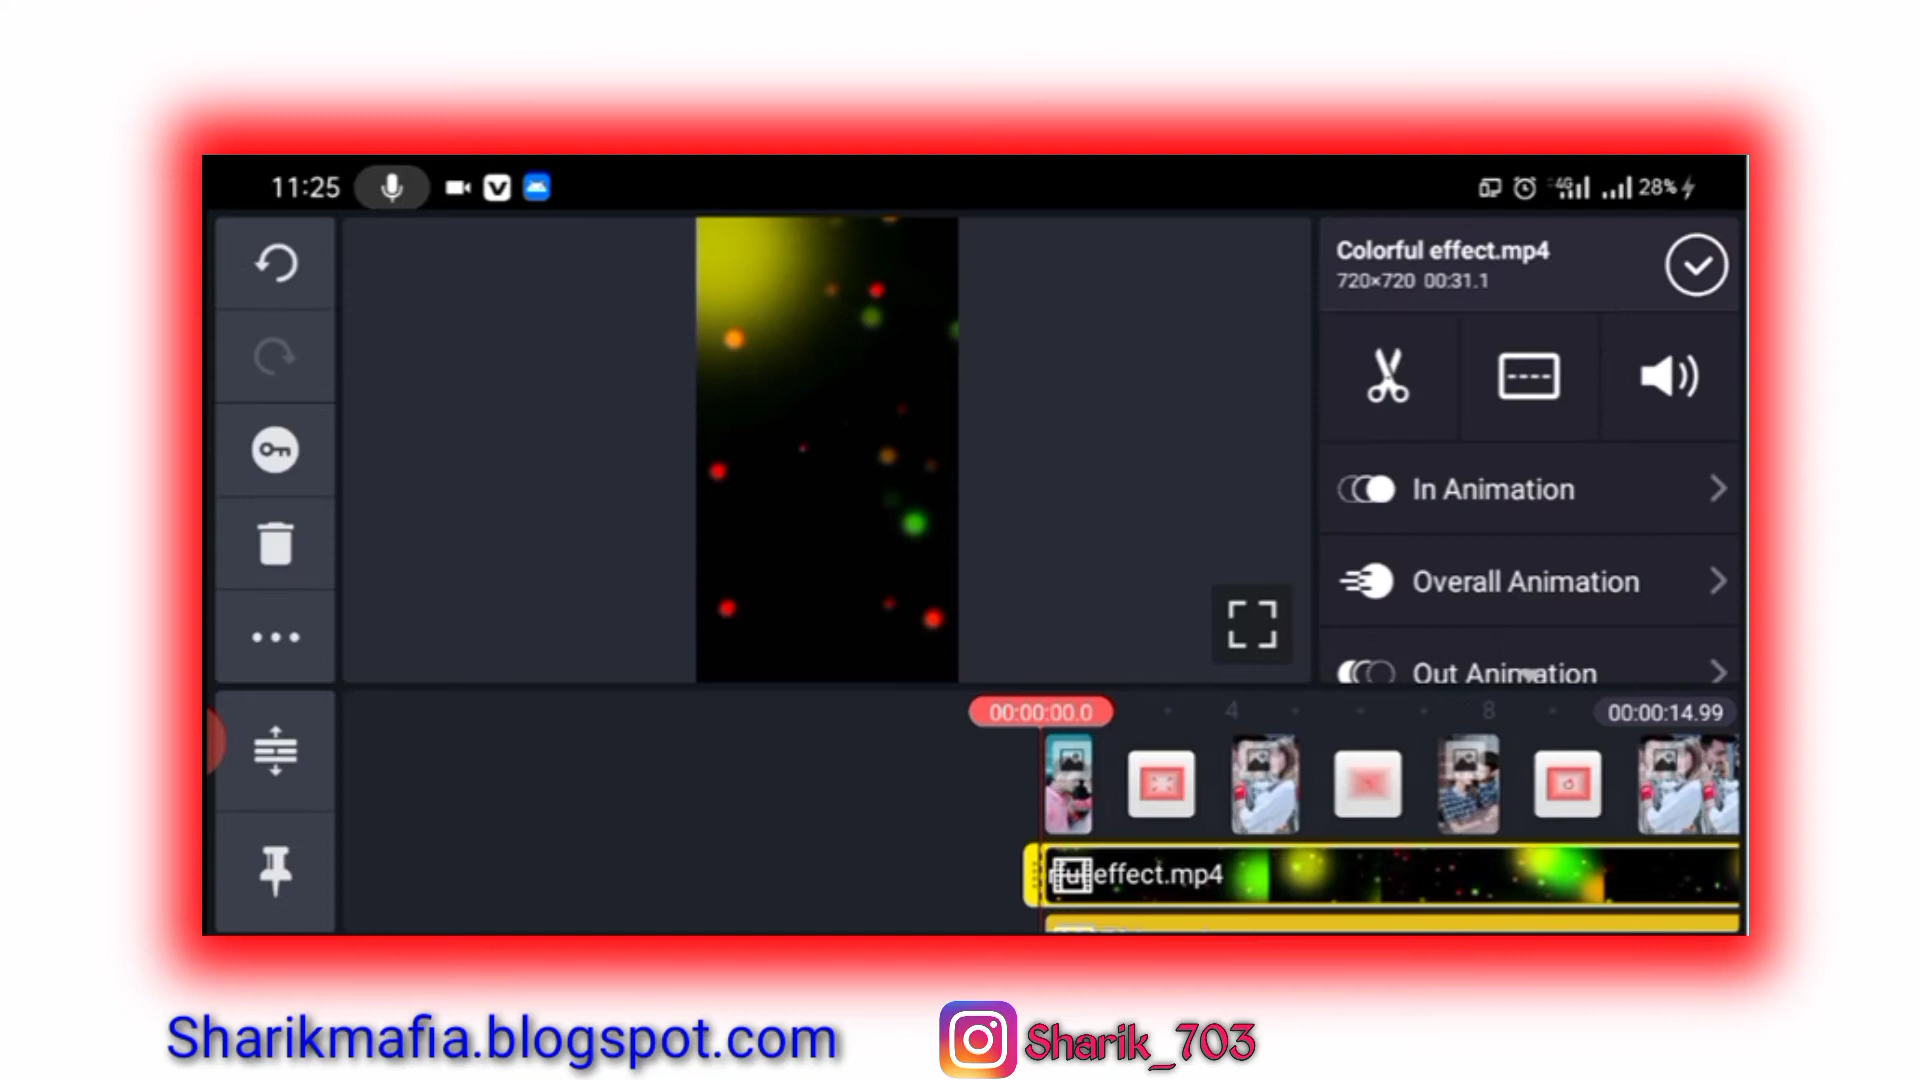 11:25
4G 28%
Colorful effect.mp4
720×720 00:31.1
In Animation
Overall Animation
Out Animation
00:00:00.0
4
8
00:00:14.99
effect.mp4
Sharikmafia.blogspot.com
Sharik_703